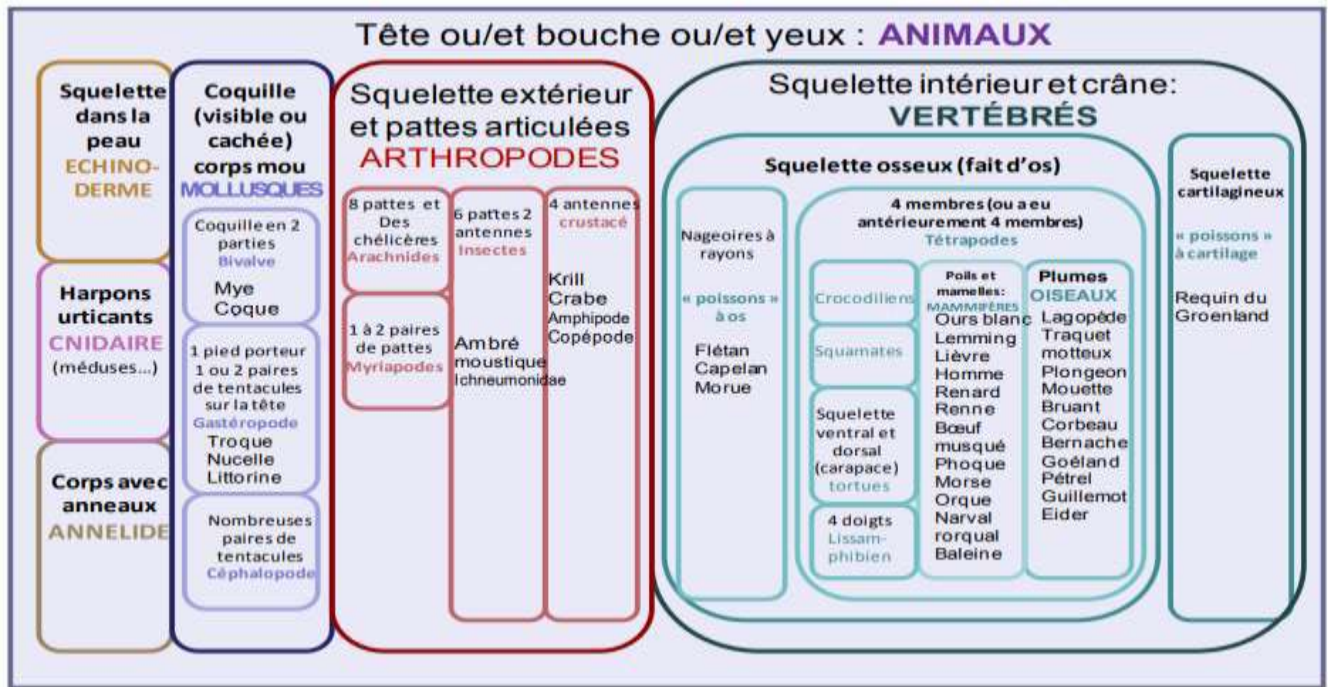 Tête ou/et bouche ou/et yeux : ANIMAUX
Squelette
dans la
peau
ECHINO-
DERME
Harpons
urticants
CNIDAIRE
(méduses...)
Corps avec
anneaux
ANNELIDE
Coquille
(visible ou
cachée)
corps mou
MOLLUSQUES
Coquille en 2
parties
Bivalve
Mye
Coque
1 pied porteur
1 ou 2 paires
de tentacules
sur la tête
Gastéropode
Troque
Nucelle
Littorine
Nombreuses
paires de
tentacules
Céphalopode
Squelette extérieur
et pattes articulées
ARTHROPODES
8 pattes et
Des
chélicères
Arachnides
1 à 2 paires
de pattes
Myriapodes
6 pattes 2
antennes
Insectes
Ambré
moustique
Ichneumonidae
4 antennes
crustacé
Krill
Crabe
Amphipode
Copépode
Squelette intérieur et crâne:
VERTÉBRÉS
Squelette osseux (fait d'os)
Nageoires à
rayons
« poissons »
à os
Flétan
Capelan
Morue
4 membres (ou a eu
antérieurement 4 membres)
Tétrapodes
Crocodiliens
Squamates
Squelette
ventral et
dorsal
(carapace)
tortues
4 doigts
Lissam-
phibien
Poils et
mamelles:
MAMMIFÈRES
Ours blanc
Lemming
Lièvre
Homme
Renard
Renne
Bœuf
musqué
Phoque
Morse
Orque
Narval
rorqual
Baleine
Plumes
OISEAUX
Lagopède
Traquet
motteux
Plongeon
Mouette
Bruant
Corbeau
Bernache
Goéland
Pétrel
Guillemot
Eider
Squelette
cartilagineux
« poissons »
à cartilage
Requin du
Groenland